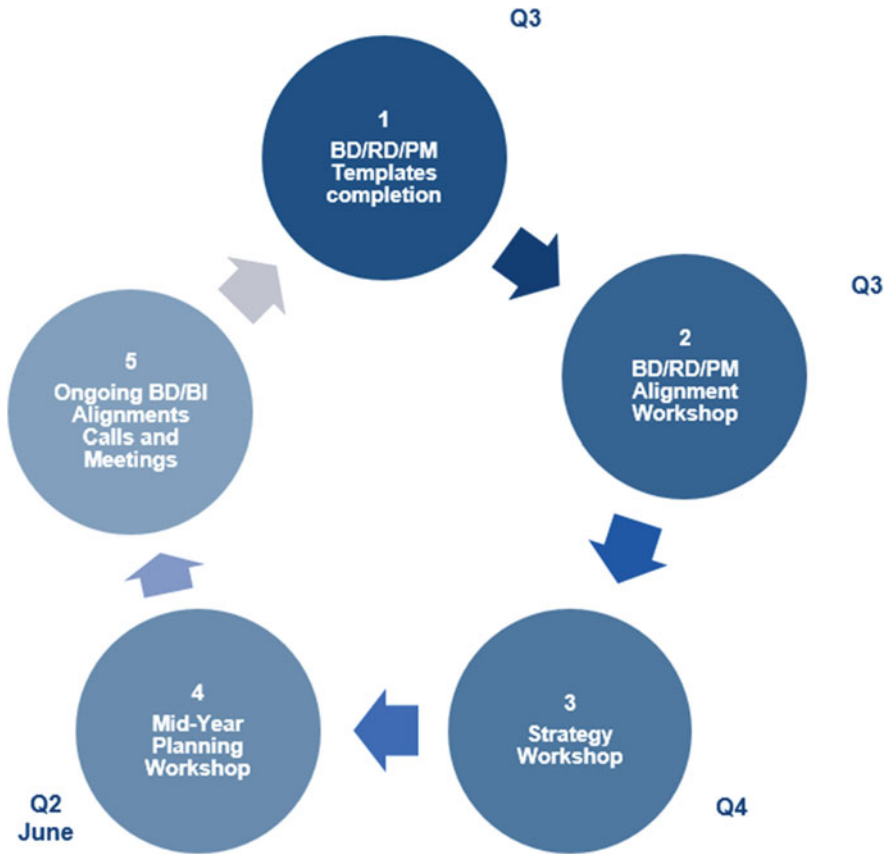 Q3
1
BD/RD/PM
Templates
completion
Q3
2
BD/RD/PM
Alignment
Workshop
3
Strategy
Workshop
Q4
4
Mid-Year
Planning
Workshop
Q2
June
5
Ongoing BD/BI
Alignments
Calls and
Meetings